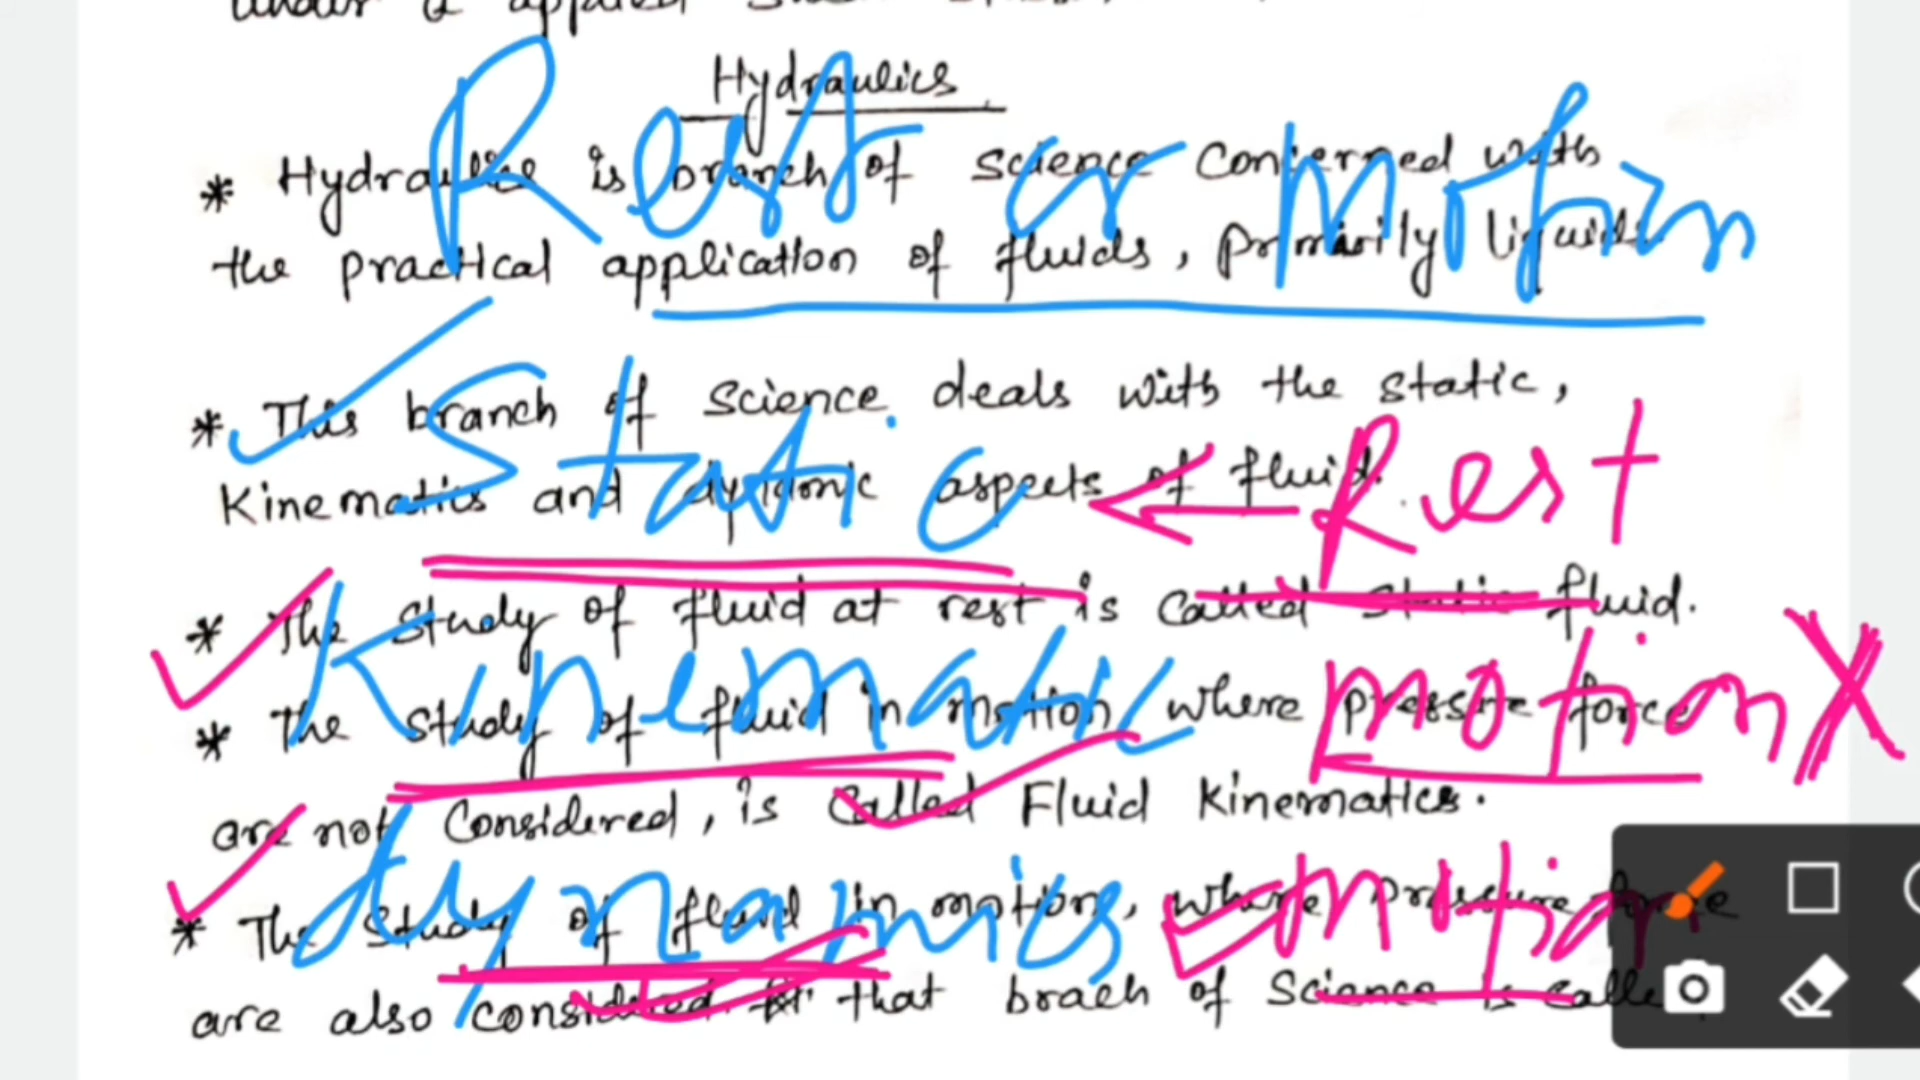 Hydraulics
Rest or Motion
* Hydraulics is branch of science concerned with
the practical application of fluids, primarily liquids
* This branch of science deals with the static,
Static ← Rest
Kinematics and dynamic aspects of fluid.
* The study of fluid at rest is called static fluid.
Kinematic motion X
* The study of fluid in motion, where pressure force
are not considered, is called Fluid Kinematics.
dynamics motion
* The study of fluid in motion, where pressure force
are also considered for that brach of science is called